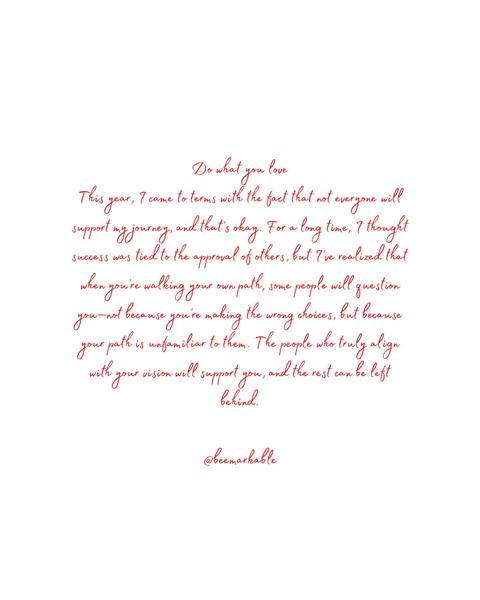 Do what you love
This year, I came to terms with the fact that not everyone will
support my journey, and that's okay. For a long time, I thought
success was tied to the approval of others, but I've realized that
when you're walking your own path, some people will question
you—not because you're making the wrong choices, but because
your path is unfamiliar to them. The people who truly align
with your vision will support you, and the rest can be left
behind.
@beemarkable